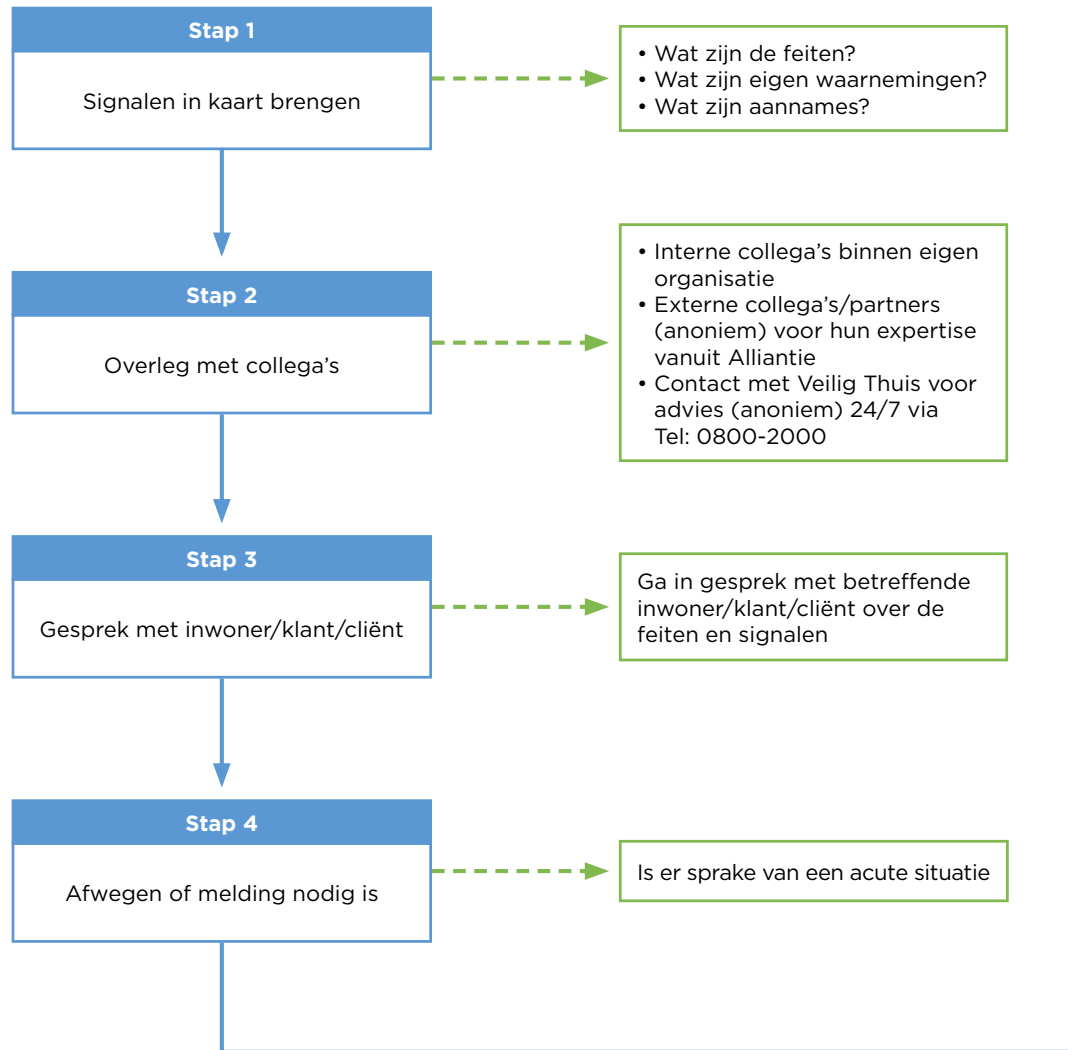 Stap 1
Signalen in kaart brengen
• Wat zijn de feiten?
• Wat zijn eigen waarnemingen?
• Wat zijn aannames?
Stap 2
Overleg met collega’s
• Interne collega’s binnen eigen
organisatie
• Externe collega’s/partners
(anoniem) voor hun expertise
vanuit Alliantie
• Contact met Veilig Thuis voor
advies (anoniem) 24/7 via
Tel: 0800-2000
Stap 3
Gesprek met inwoner/klant/cliënt
Ga in gesprek met betreffende
inwoner/klant/cliënt over de
feiten en signalen
Stap 4
Afwegen of melding nodig is
Is er sprake van een acute situatie